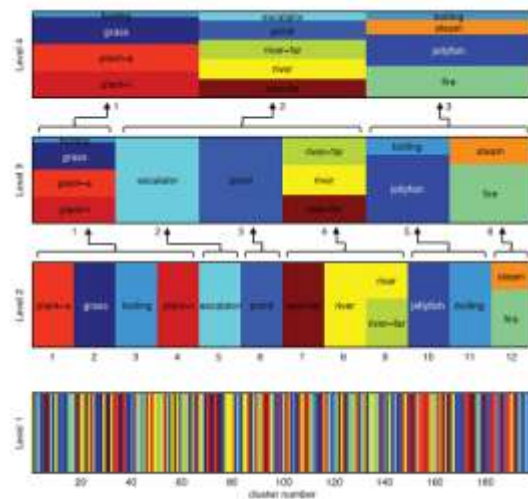 Level 4
boiling escalator boiling
grass pond steam
plant-a river-far jellyfish
river
plant-i fire
1 2 3
Level 3
boiling river-far boiling steam
grass
escalator pond river
plant-a jellyfish fire
plant-i
1 2 3 4 5 6
Level 2
river steam
plant-a grass boiling plant-i escalator pond river jellyfish boiling
river-far fire
1 2 3 4 5 6 7 8 9 10 11 12
Level 1
20 40 60 80 100 120 140 160 180
cluster number